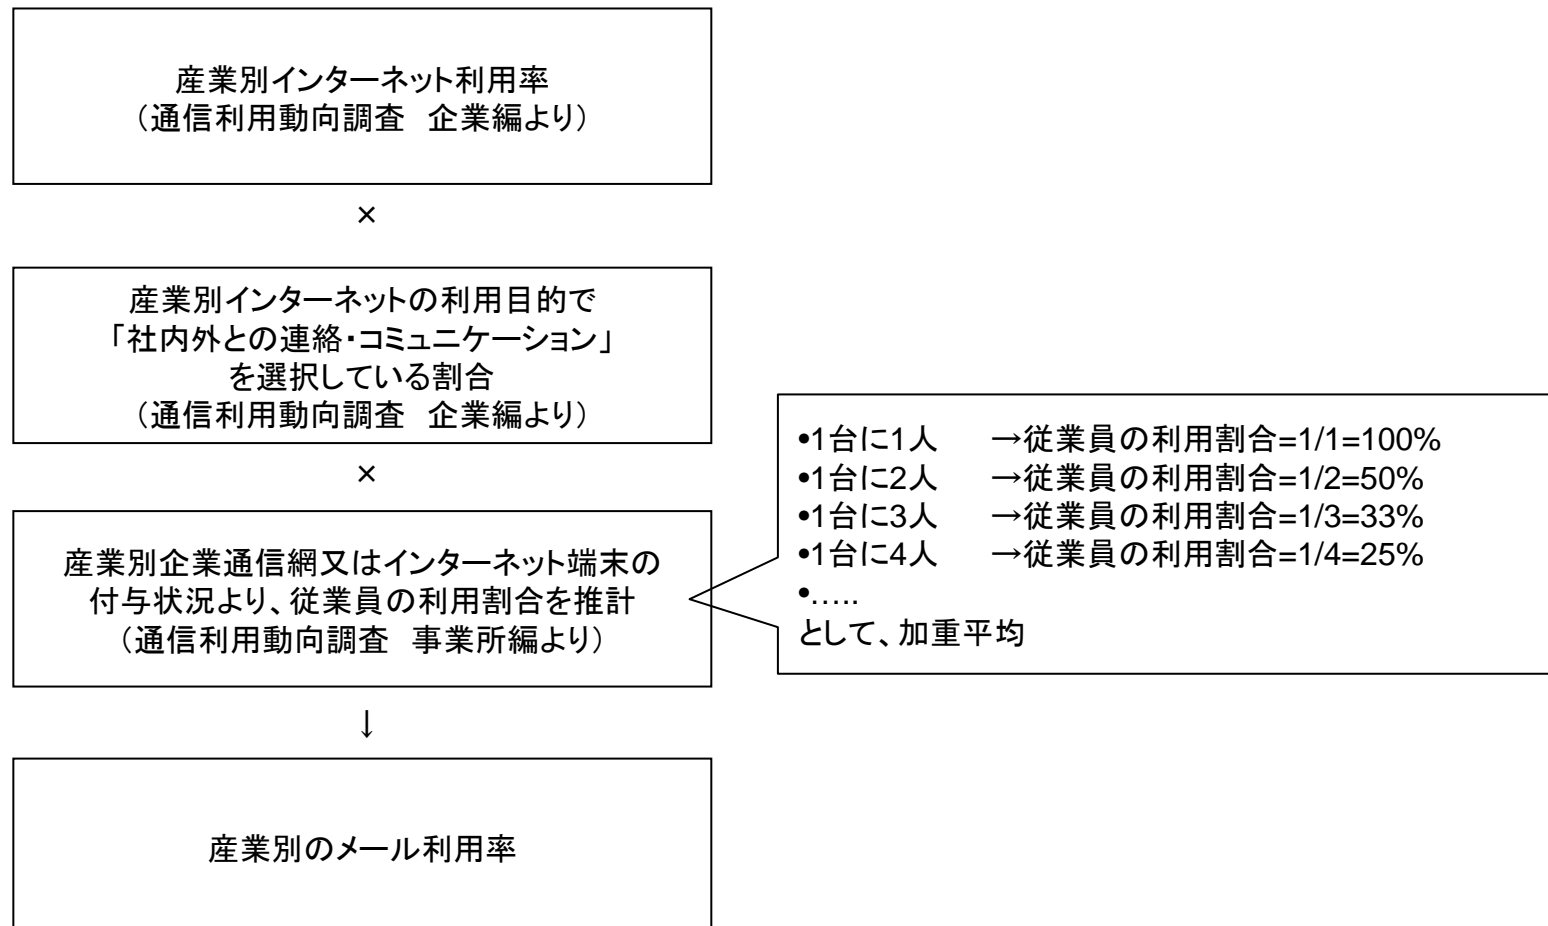 産業別インターネット利用率
（通信利用動向調査　企業編より）
×
産業別インターネットの利用目的で
「社内外との連絡・コミュニケーション」
を選択している割合
（通信利用動向調査　企業編より）
×
産業別企業通信網又はインターネット端末の
付与状況より、従業員の利用割合を推計
（通信利用動向調査　事業所編より）
•1台に1人　→従業員の利用割合=1/1=100%
•1台に2人　→従業員の利用割合=1/2=50%
•1台に3人　→従業員の利用割合=1/3=33%
•1台に4人　→従業員の利用割合=1/4=25%
•…..
として、加重平均
↓
産業別のメール利用率